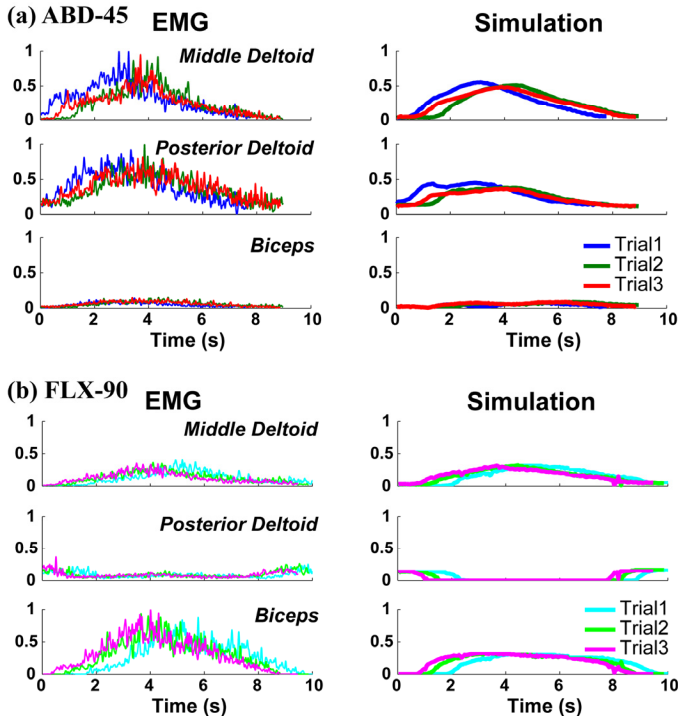 (a) ABD-45
EMG
Simulation
Middle Deltoid
1
0.5
0
1
0.5
0
Posterior Deltoid
1
0.5
0
1
0.5
0
Biceps
1
0.5
0
1
0.5
0
Trial1
Trial2
Trial3
0 2 4 6 8 10
0 2 4 6 8 10
Time (s)
Time (s)
(b) FLX-90
EMG
Simulation
Middle Deltoid
1
0.5
0
1
0.5
0
Posterior Deltoid
1
0.5
0
1
0.5
0
Biceps
1
0.5
0
1
0.5
0
Trial1
Trial2
Trial3
0 2 4 6 8 10
0 2 4 6 8 10
Time (s)
Time (s)